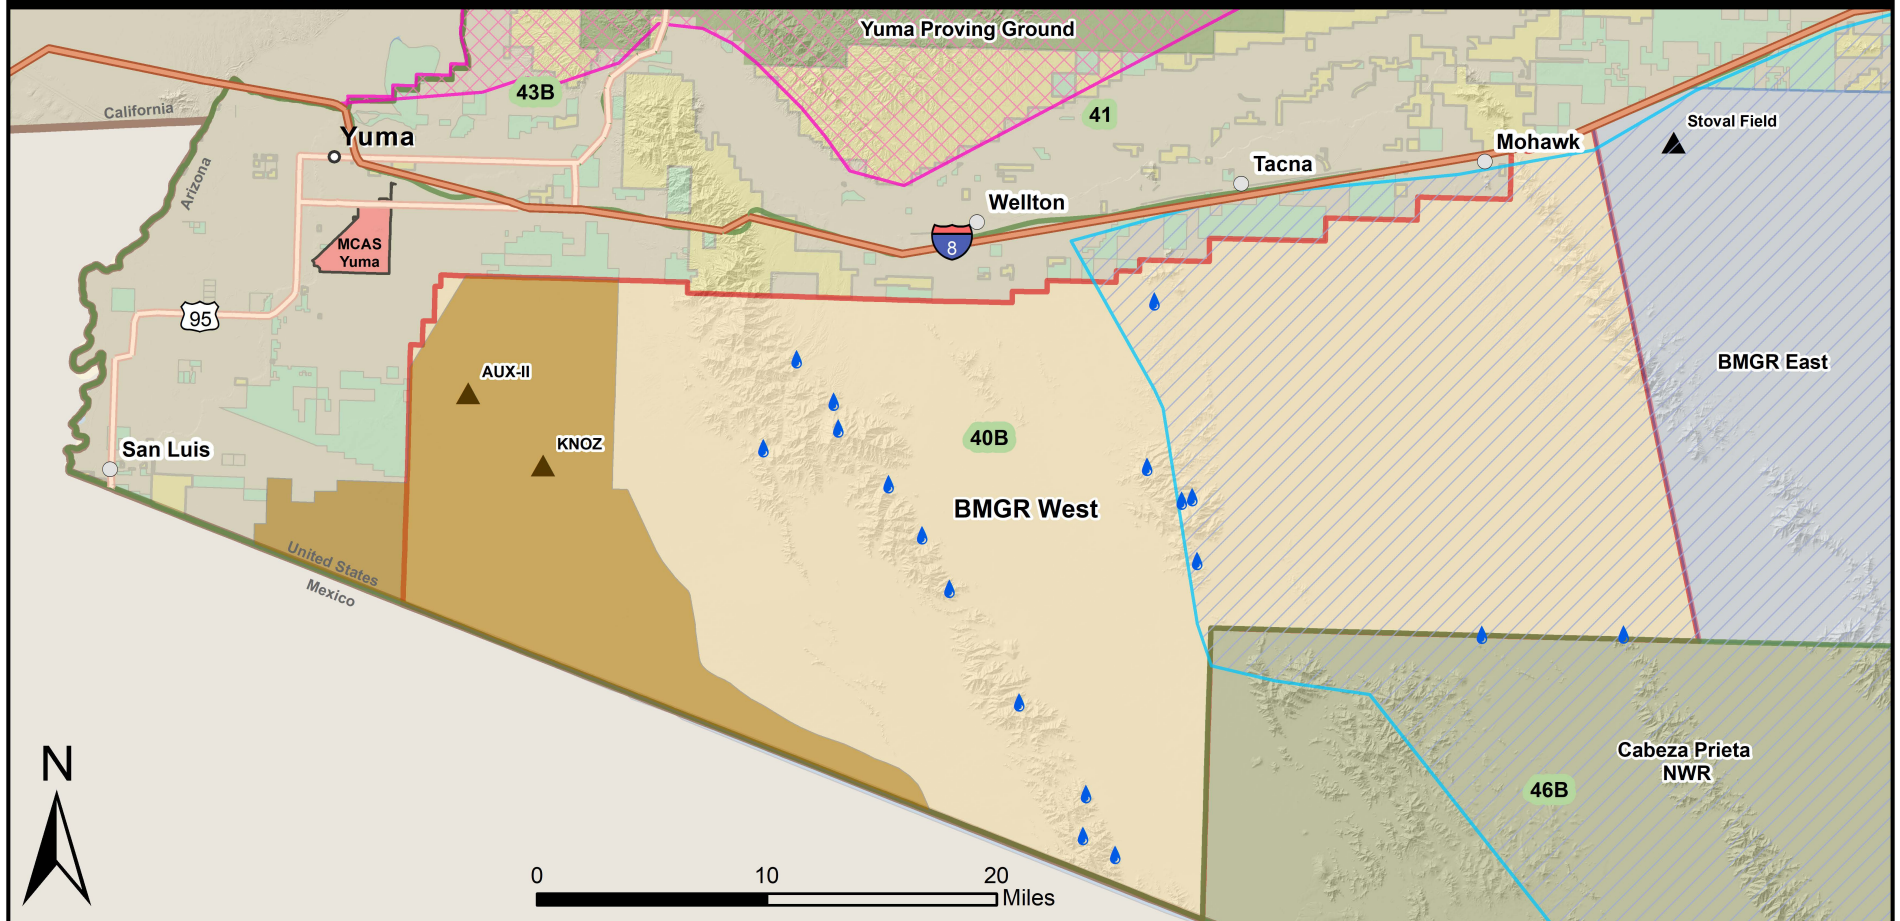 Yuma Proving Ground
43B
California
41
Stoval Field
Yuma
Mohawk
Tacna
Arizona
Wellton
MCAS
Yuma
8
95
BMGR East
AUX-II
KNOZ
40B
San Luis
BMGR West
United States
Mexico
Cabeza Prieta
NWR
46B
N
0 10 20
Miles